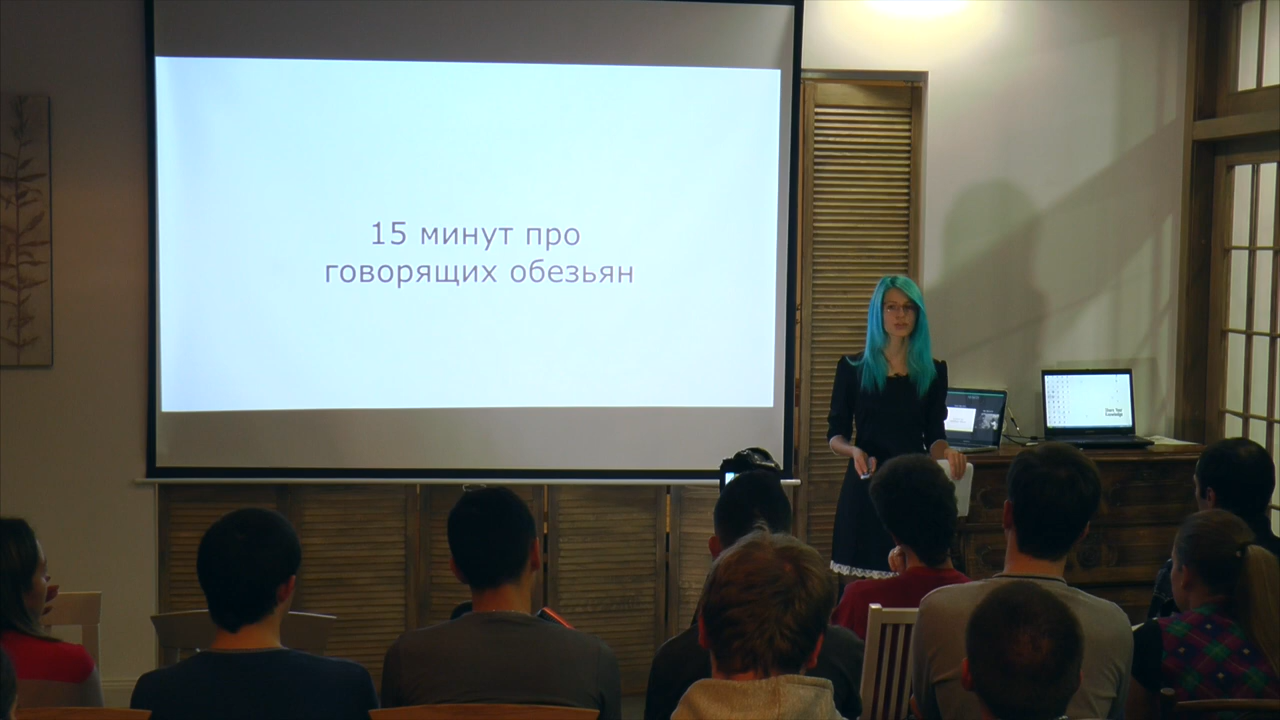 15 минут про
говорящих обезьян